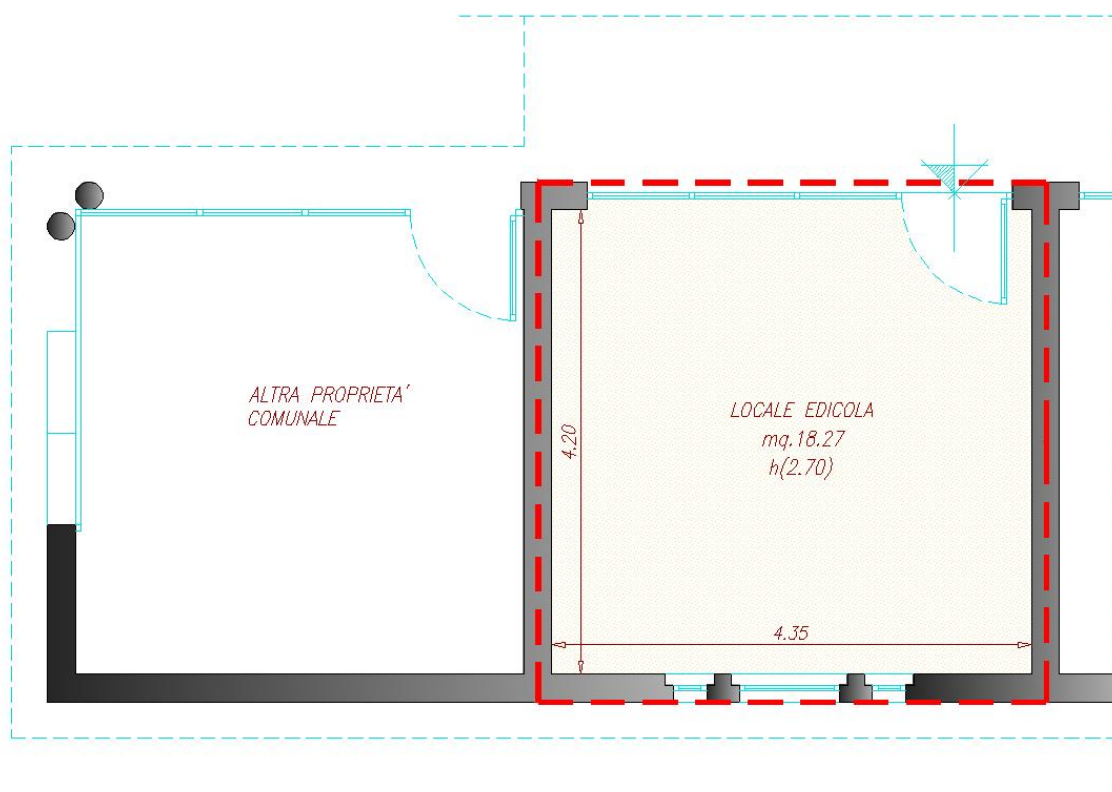 ALTRA PROPRIETA'
COMUNALE
LOCALE EDICOLA
mq.18.27
h(2.70)
4.20
4.35